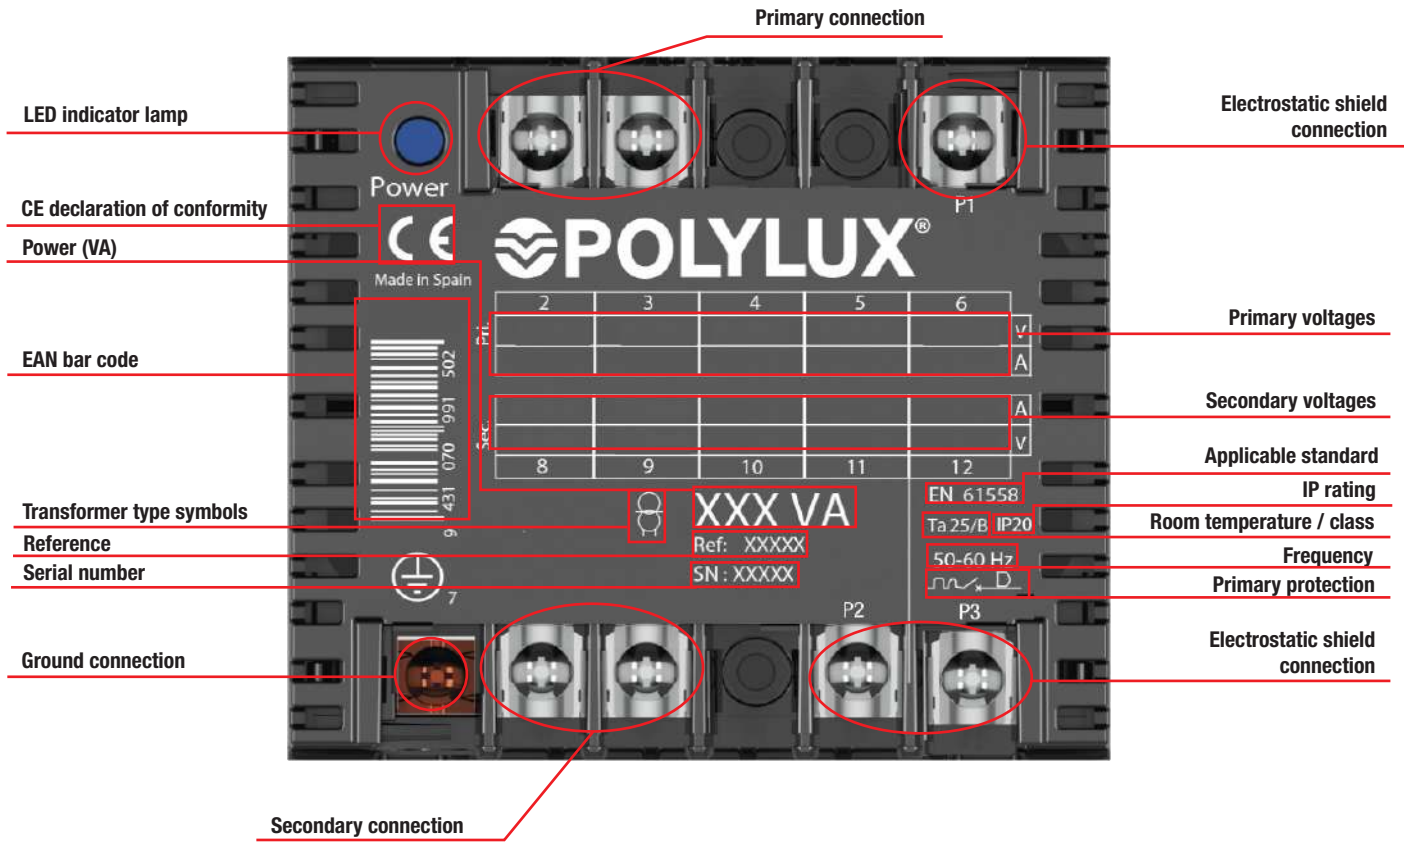 Primary connection
LED indicator lamp
Electrostatic shield
connection
Power
P1
CE declaration of conformity
CE
POLYLUX®
Power (VA)
Made in Spain
2 3 4 5 6
Pri. V
Primary voltages
A
EAN bar code
9 431 070 991 502
Sec. A
Secondary voltages
V
8 9 10 11 12
Applicable standard
EN 61558
IP rating
XXX VA
Transformer type symbols
Ta 25/B IP20
Room temperature / class
Reference
Ref: XXXXX
50-60 Hz
Frequency
Serial number
SN : XXXXX
D
Primary protection
7
P2 P3
Ground connection
Electrostatic shield
connection
Secondary connection